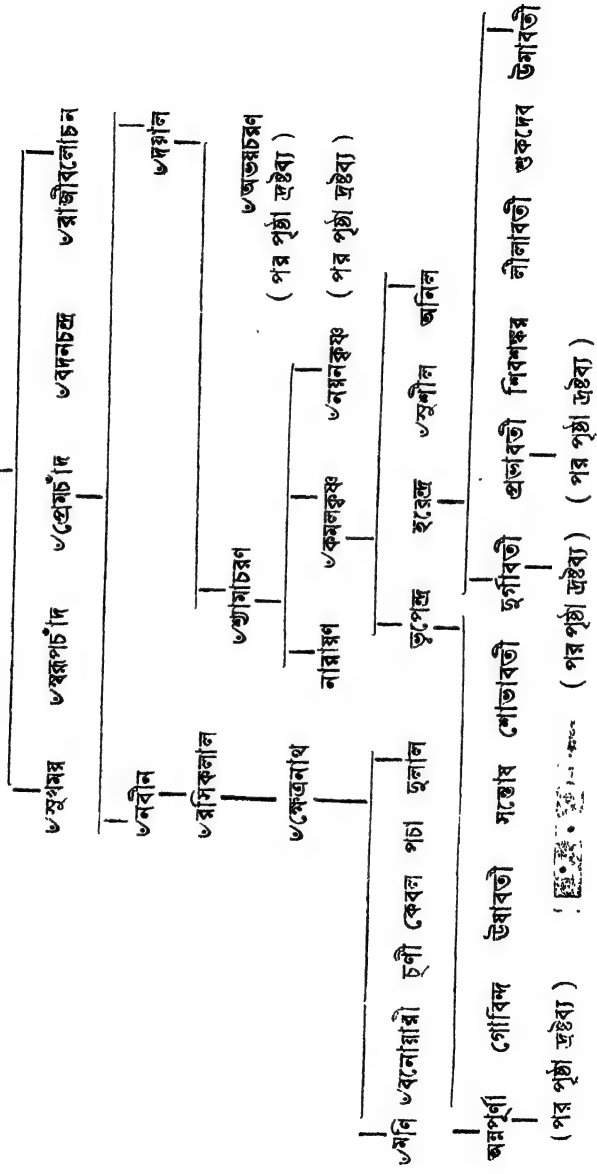 ৺সুখময় ৺স্বরূপচাঁদ ৺প্রেমচাঁদ ৺বদনচন্দ্র ৺রাজীবলোচন
৺নবীন ৺দয়াল
৺রাসিকলাল ৺শ্যামাচরণ ৺অভয়চরণ
( পর পৃষ্ঠা দ্রষ্টব্য )
৺ক্ষেত্রনাথ নারায়ণ ৺কমলকৃষ্ণ ৺নয়নকৃষ্ণ ( পর পৃষ্ঠা দ্রষ্টব্য )
৺মণি ৺বনোয়ারী চুণী কেবল পচা দুলাল ভূপেন্দ্র হরেন্দ্র ৺সুশীল অনিল
অন্নপূর্ণা গোবিন্দ ঊষাবতী সন্তোষ শোভাবতী দুর্গাবতী প্রভাবতী শিবশঙ্কর লীলাবতী শুকদেব উমাবতী
( পর পৃষ্ঠা দ্রষ্টব্য ) ( পর পৃষ্ঠা দ্রষ্টব্য ) ( পর পৃষ্ঠা দ্রষ্টব্য )